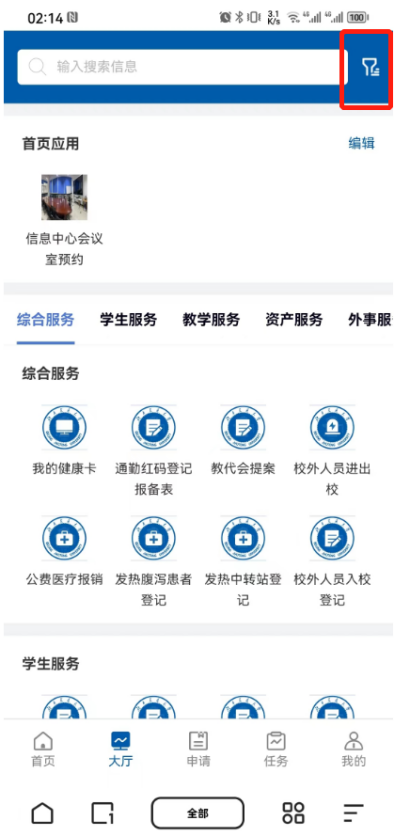 02:14
3.1
K/s
100
输入搜索信息
首页应用
编辑
信息中心会议
室预约
综合服务 学生服务 教学服务 资产服务 外事服
综合服务
我的健康卡
通勤红码登记
报备表
教代会提案
校外人员进出
校
公费医疗报销
发热腹泻患者
登记
发热中转站登
记
校外人员入校
登记
学生服务
首页
大厅
申请
任务
我的
1
全部